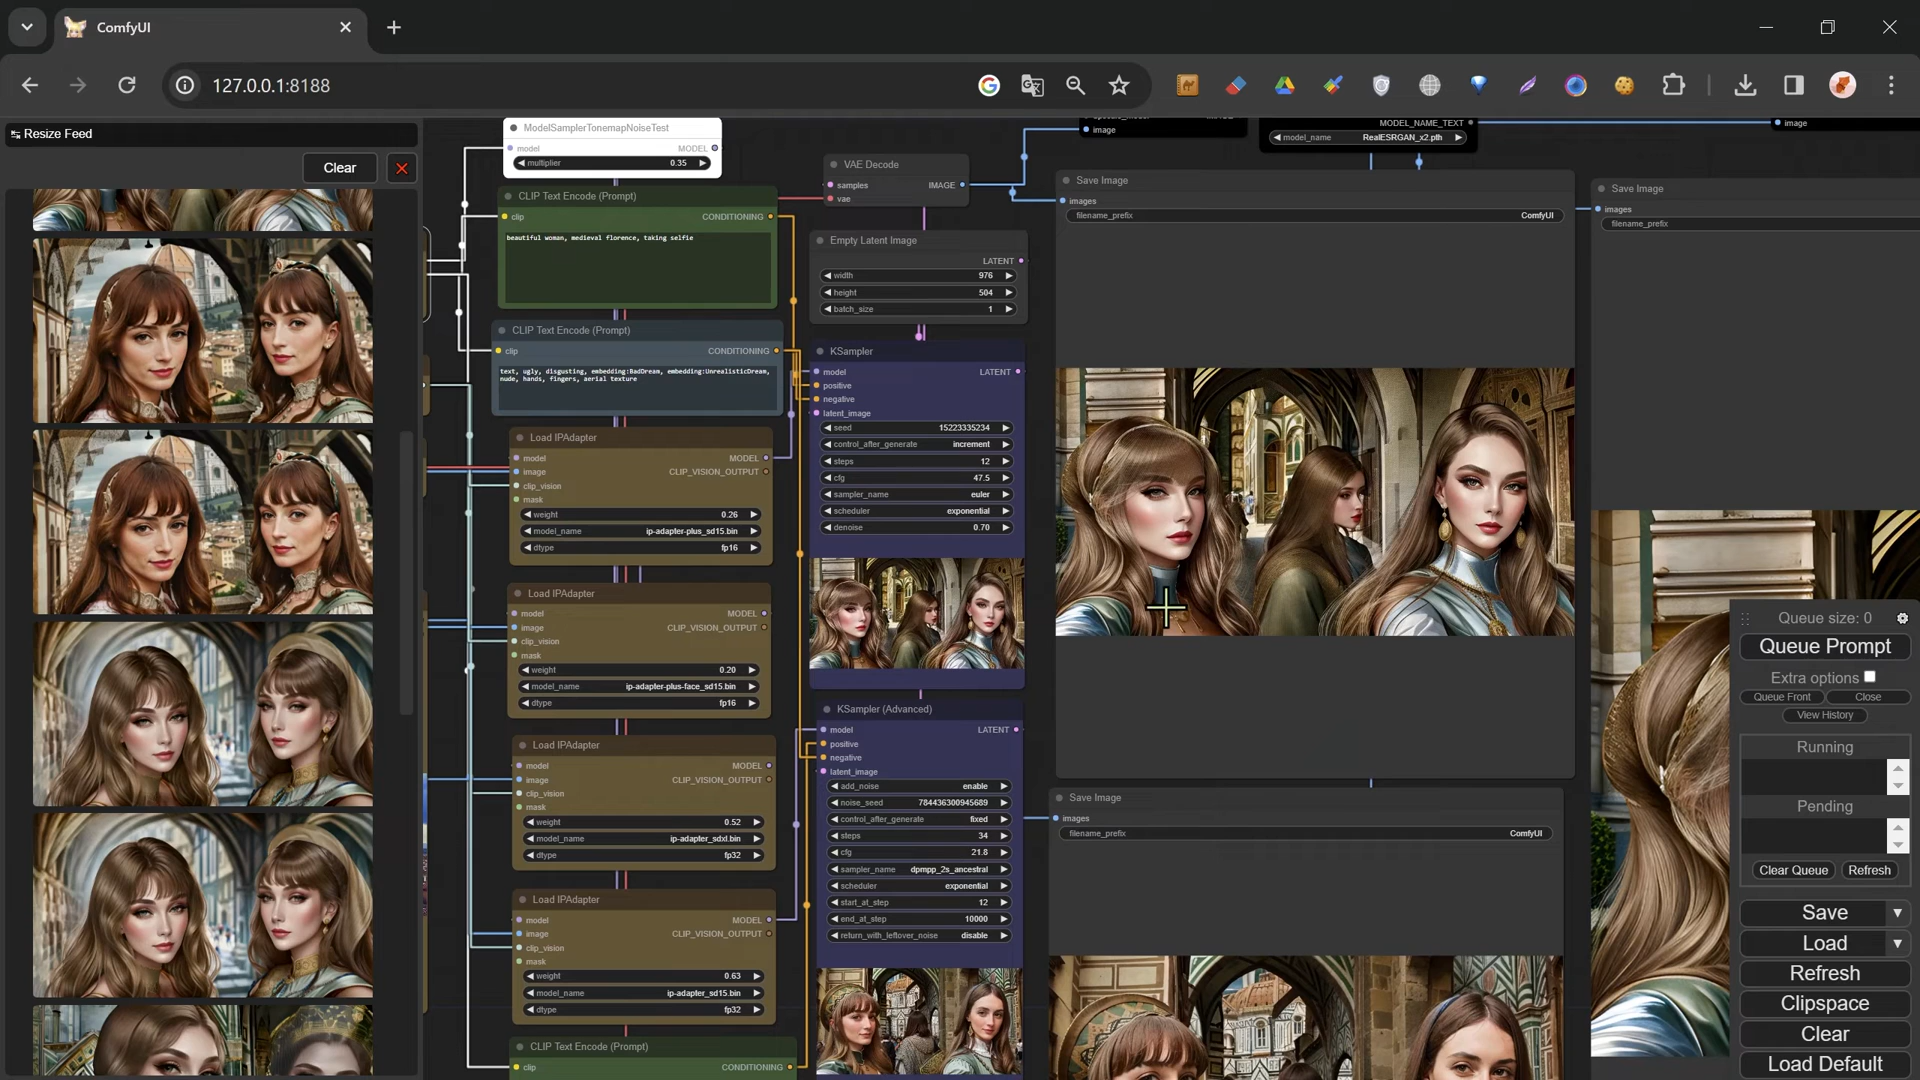 ComfyUI
127.0.0.1:8188
Resize Feed
Clear
ModelSamplerTonemapNoiseTest
model MODEL
multiplier 0.35
CLIP Text Encode (Prompt)
clip CONDITIONING
beautiful woman, medieval florence, taking selfie
CLIP Text Encode (Prompt)
clip CONDITIONING
text, ugly, disgusting, embedding:BadDream, embedding:UnrealisticDream,
nude, hands, fingers, aerial texture
Load IPAdapter
model MODEL
image CLIP_VISION_OUTPUT
clip_vision
mask
weight 0.26
model_name ip-adapter-plus_sd15.bin
dtype fp16
Load IPAdapter
model MODEL
image CLIP_VISION_OUTPUT
clip_vision
mask
weight 0.20
model_name ip-adapter-plus-face_sd15.bin
dtype fp16
Load IPAdapter
model MODEL
image CLIP_VISION_OUTPUT
clip_vision
mask
weight 0.52
model_name ip-adapter_sdxl.bin
dtype fp32
Load IPAdapter
model MODEL
image CLIP_VISION_OUTPUT
clip_vision
mask
weight 0.63
model_name ip-adapter_sd15.bin
dtype fp32
CLIP Text Encode (Prompt)
clip CONDITIONING
VAE Decode
samples IMAGE
vae
Empty Latent Image
LATENT
width 976
height 504
batch_size 1
KSampler
model LATENT
positive
negative
latent_image
seed 15223335234
control_after_generate increment
steps 12
cfg 47.5
sampler_name euler
scheduler exponential
denoise 0.70
KSampler (Advanced)
model LATENT
positive
negative
latent_image
add_noise enable
noise_seed 784436300945689
control_after_generate fixed
steps 34
cfg 21.8
sampler_name dpmpp_2s_ancestral
scheduler exponential
start_at_step 12
end_at_step 10000
return_with_leftover_noise disable
image
MODEL_NAME_TEXT
model_name RealESRGAN_x2.pth
image
Save Image
images
filename_prefix ComfyUI
Save Image
images
filename_prefix
Save Image
images
filename_prefix ComfyUI
Queue size: 0
Queue Prompt
Extra options
Queue Front Close
View History
Running
Pending
Clear Queue Refresh
Save
Load
Refresh
Clipspace
Clear
Load Default